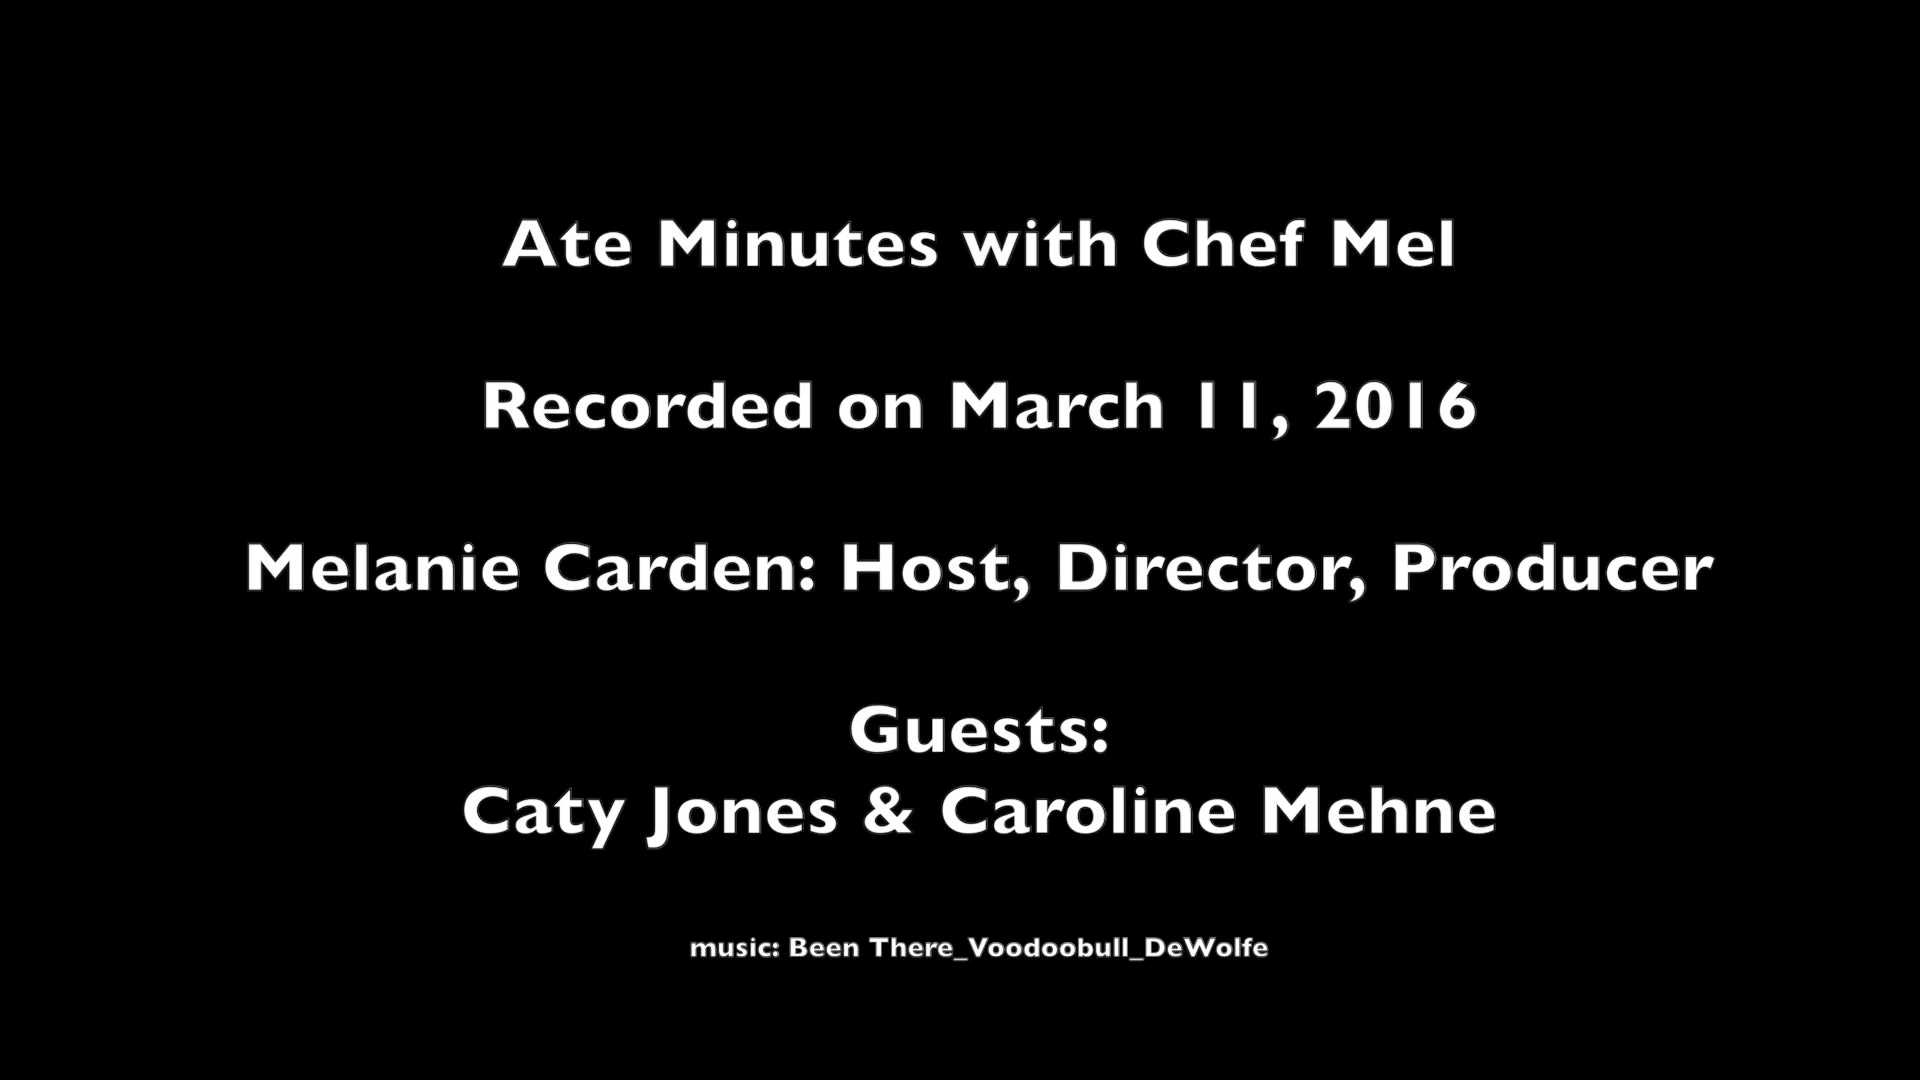 Ate Minutes with Chef Mel
Recorded on March 11, 2016
Melanie Carden: Host, Director, Producer
Guests:
Caty Jones & Caroline Mehne
music: Been There_Voodoobull_DeWolfe